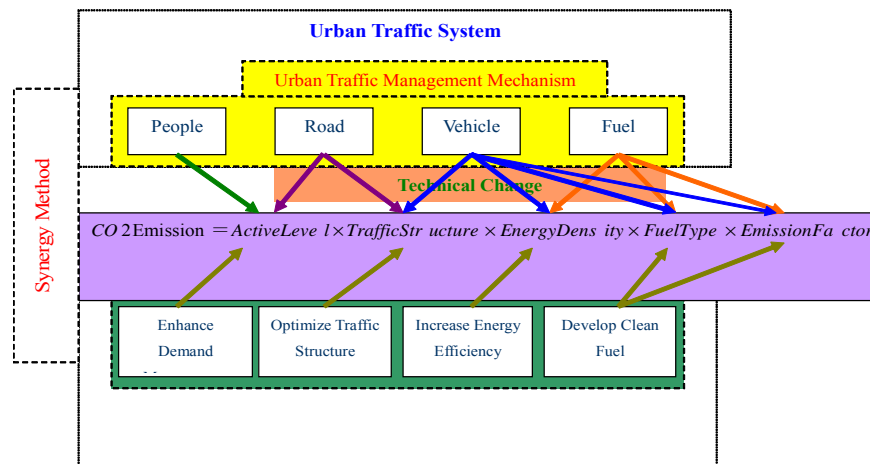 Urban Traffic System
Urban Traffic Management Mechanism
People
Road
Vehicle
Fuel
Synergy Method
Technical Change
CO 2Emission = ActiveLeve l×TrafficStr ucture × EnergyDens ity× FuelType × EmissionFa ctor
Enhance
Demand
Optimize Traffic
Structure
Increase Energy
Efficiency
Develop Clean
Fuel